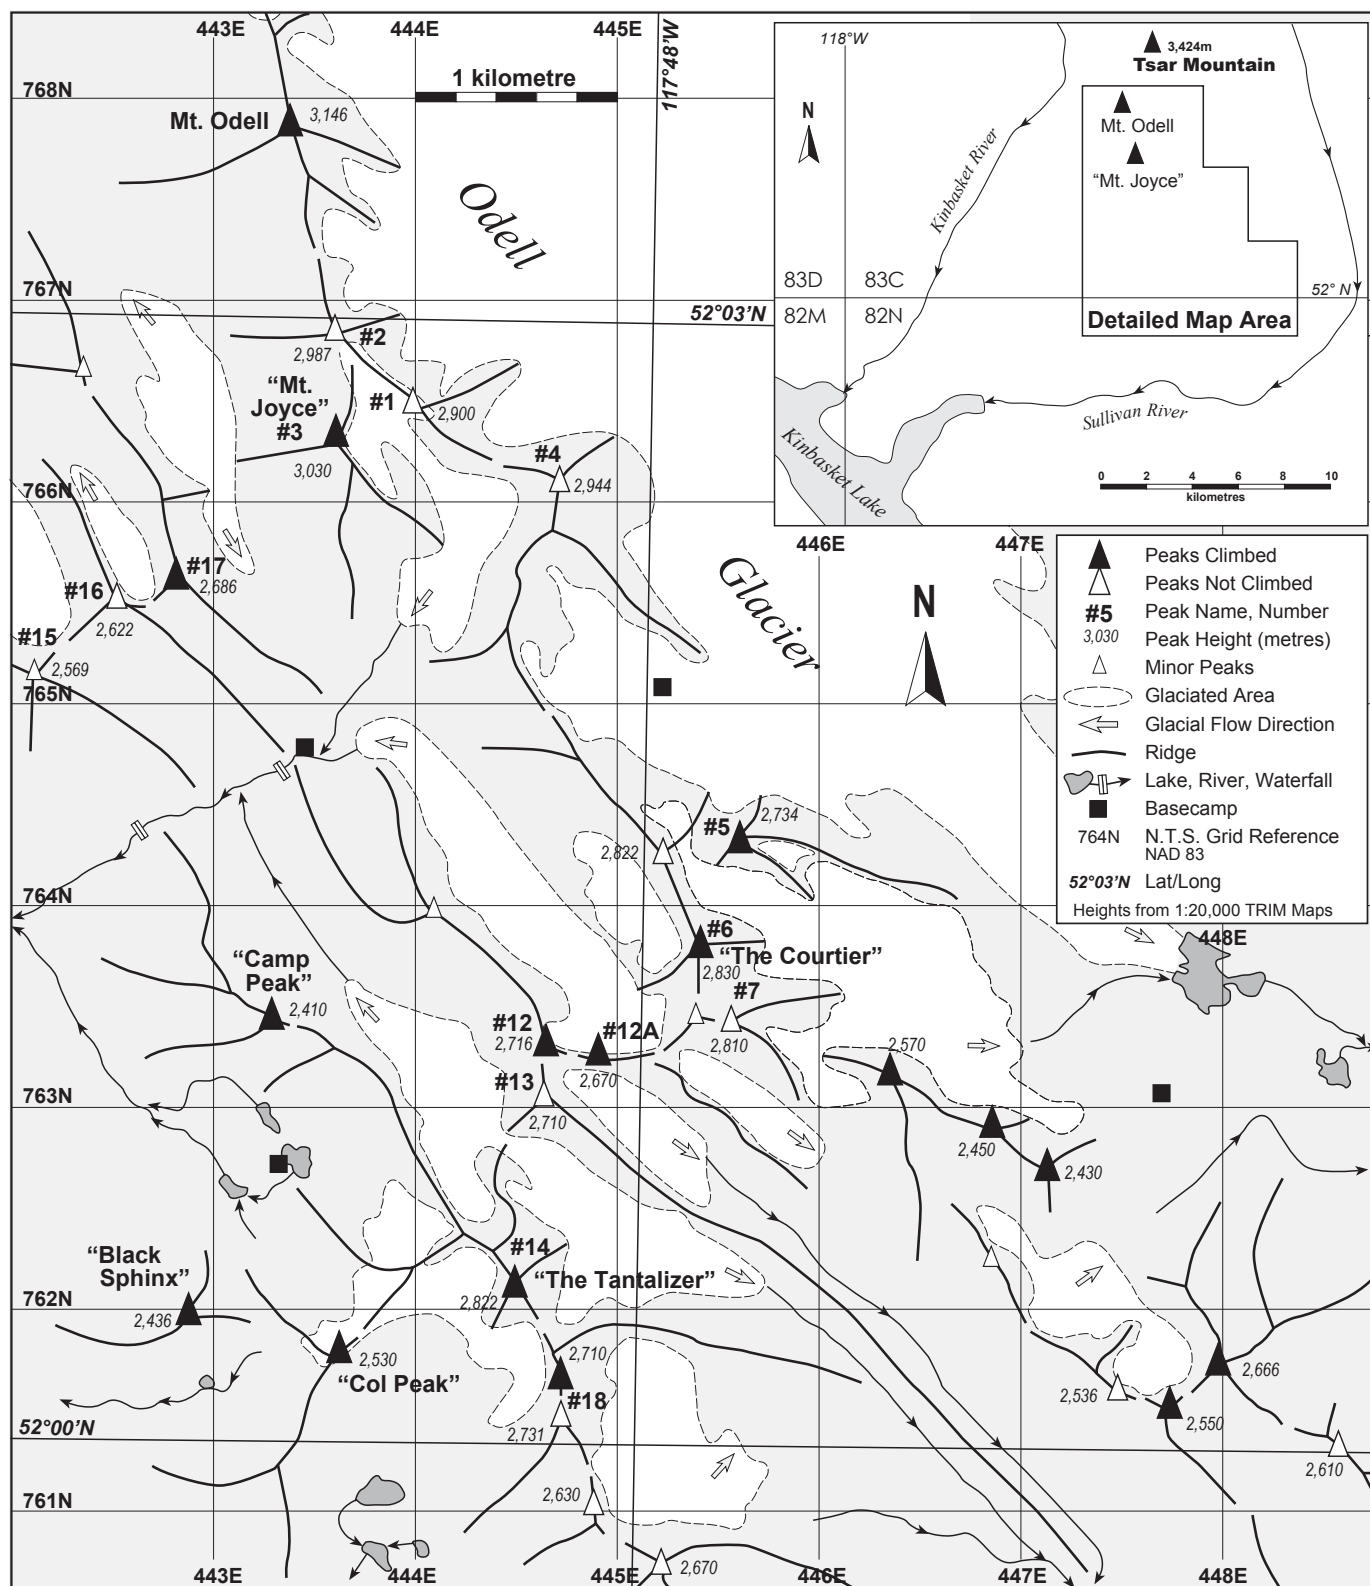 443E
444E
445E
117°48'W
1 kilometre
768N
Mt. Odell
3,146
Odell
118°W
3,424m
Tsar Mountain
N
Mt. Odell
“Mt. Joyce”
Kinbasket River
83D
83C
52° N
82M
82N
Detailed Map Area
Sullivan River
Kinbasket Lake
0 2 4 6 8 10
kilometres
767N
52°03'N
#2
2,987
“Mt.
Joyce”
#3
#1
2,900
3,030
#4
2,944
766N
446E
447E
Glacier
N
#17
2,686
#16
2,622
#15
2,569
765N
Peaks Climbed
Peaks Not Climbed
#5 Peak Name, Number
3,030 Peak Height (metres)
Minor Peaks
Glaciated Area
Glacial Flow Direction
Ridge
Lake, River, Waterfall
Basecamp
764N N.T.S. Grid Reference
NAD 83
52°03'N Lat/Long
Heights from 1:20,000 TRIM Maps
448E
#5
2,734
2,822
764N
#6
“The Courtier”
2,830
“Camp
Peak”
2,410
#7
2,810
#12
2,716
#12A
2,670
2,570
#13
2,710
763N
2,450
2,430
“Black
Sphinx”
2,436
#14
“The Tantalizer”
2,822
762N
2,530
“Col Peak”
2,710
#18
2,731
2,666
2,536
2,550
52°00'N
2,610
761N
2,630
2,670
443E
444E
445E
446E
447E
448E